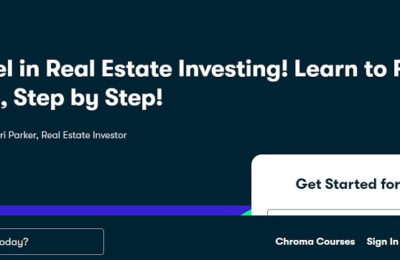 el in Real Estate Investing! Learn to F
, Step by Step!
ri Parker, Real Estate Investor
Get Started for
oday?
Chroma Courses Sign In